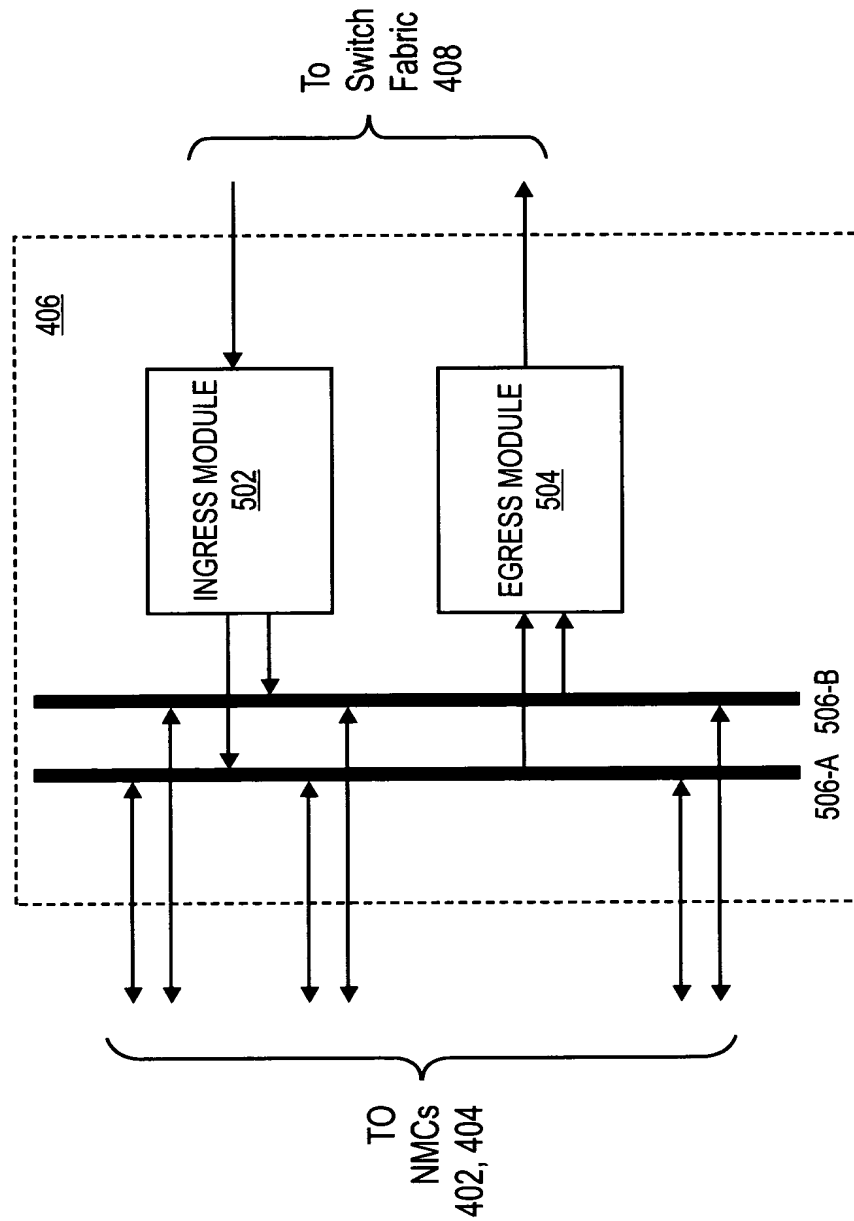 406
TO
NMCs
402, 404
506-A
506-B
INGRESS MODULE
502
EGRESS MODULE
504
To
Switch
Fabric
408